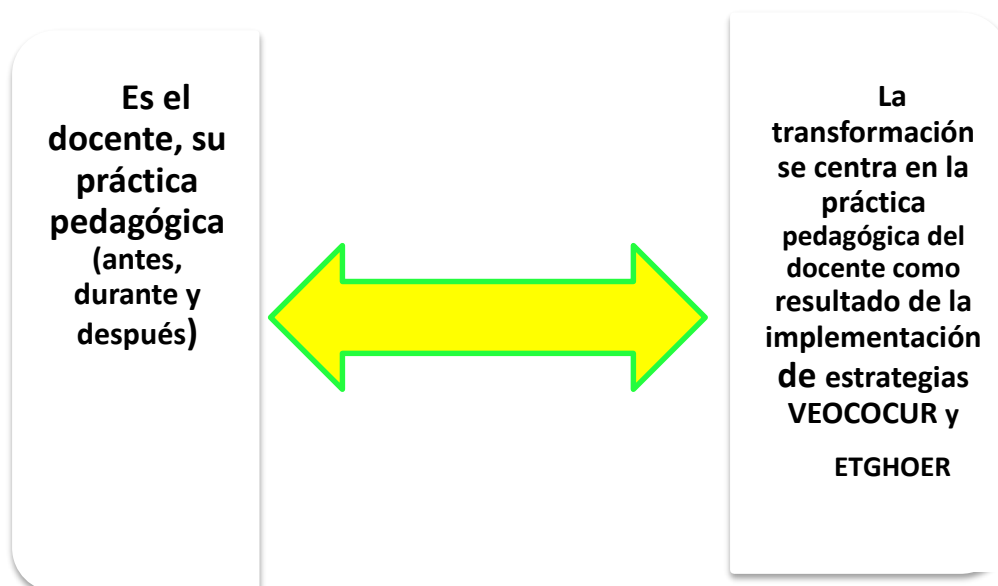 Es el
docente, su
práctica
pedagógica
(antes,
durante y
después)
La
transformación
se centra en la
práctica
pedagógica del
docente como
resultado de la
implementación
de estrategias
VEOCOCUR y
ETGHOER